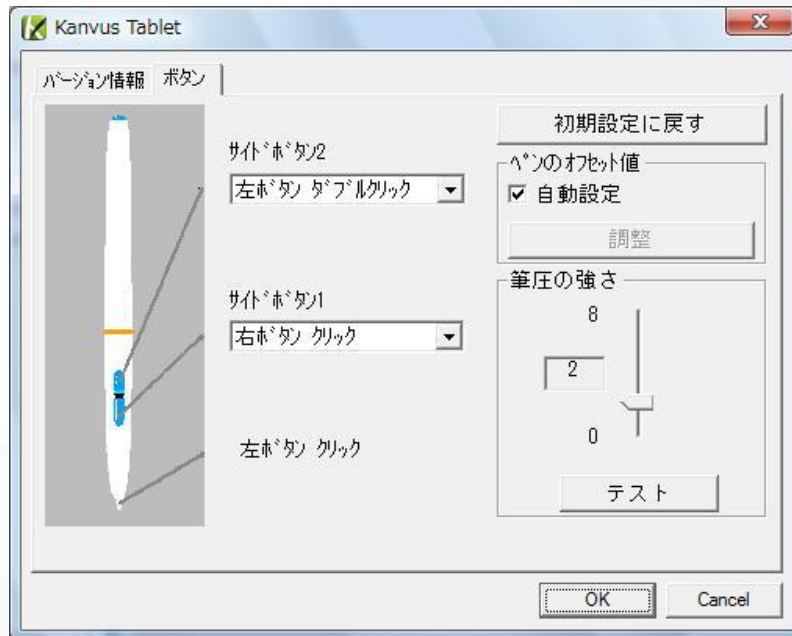 Kanvus Tablet
バージョン情報
ボタン
サイドボタン2
左ボタン ダブルクリック
サイドボタン1
右ボタン クリック
左ボタン クリック
初期設定に戻す
ペンのオフセット値
自動設定
調整
筆圧の強さ
8
2
0
テスト
OK
Cancel